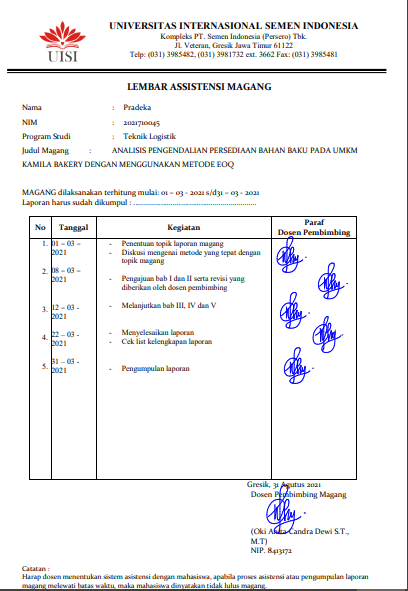 UISI
UNIVERSITAS INTERNASIONAL SEMEN INDONESIA
Kompleks PT. Semen Indonesia (Persero) Tbk.
Jl. Veteran, Gresik Jawa Timur 61122
Telp: (031) 3985482, (031) 3981732 ext. 3662 Fax: (031) 3985481
LEMBAR ASSISTENSI MAGANG
Nama : Pradeka
NIM : 2021710045
Program Studi : Teknik Logistik
Judul Magang : ANALISIS PENGENDALIAN PERSEDIAAN BAHAN BAKU PADA UMKM
KAMILA BAKERY DENGAN MENGGUNAKAN METODE EOQ
MAGANG dilaksanakan terhitung mulai: 01 – 03 - 2021 s/d31 – 03 - 2021
Laporan harus sudah dikumpul : ............................................................
No Tanggal Kegiatan Paraf
Dosen Pembimbing
1. 01 – 03 – - Penentuan topik laporan magang
2021 - Diskusi mengenai metode yang tepat dengan
topik magang
2. 08 – 03 –
2021 - Pengajuan bab I dan II serta revisi yang
diberikan oleh dosen pembimbing
3. 12 – 03 - - Melanjutkan bab III, IV dan V
2021
4. 22 – 03 - - Menyelesaikan laporan
2021 - Cek list kelengkapan laporan
5. 31 – 03 -
2021 - Pengumpulan laporan
Gresik, 31 Agutus 2021
Dosen Pembimbing Magang
(Oki Anita Candra Dewi S.T.,
M.T)
NIP. 8413172
Catatan :
Harap dosen menentukan sistem asistensi dengan mahasiswa, apabila proses asistensi atau pengumpulan laporan
magang melewati batas waktu, maka mahasiswa dinyatakan tidak lulus magang.